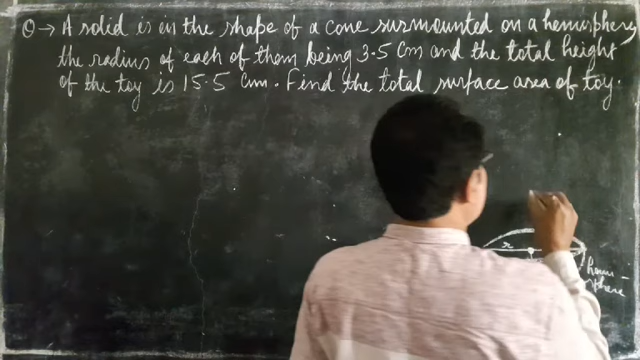 Q → A solid is in the shape of a cone surmounted on a hemisphere,
the radius of each of them being 3.5 cm and the total height
of the toy is 15.5 cm. Find the total surface area of toy.
r
hemi-
sphere